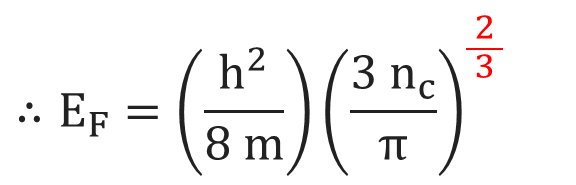 ∴ E_F = (h²/8 m) (3 n_c/π)^(2/3)